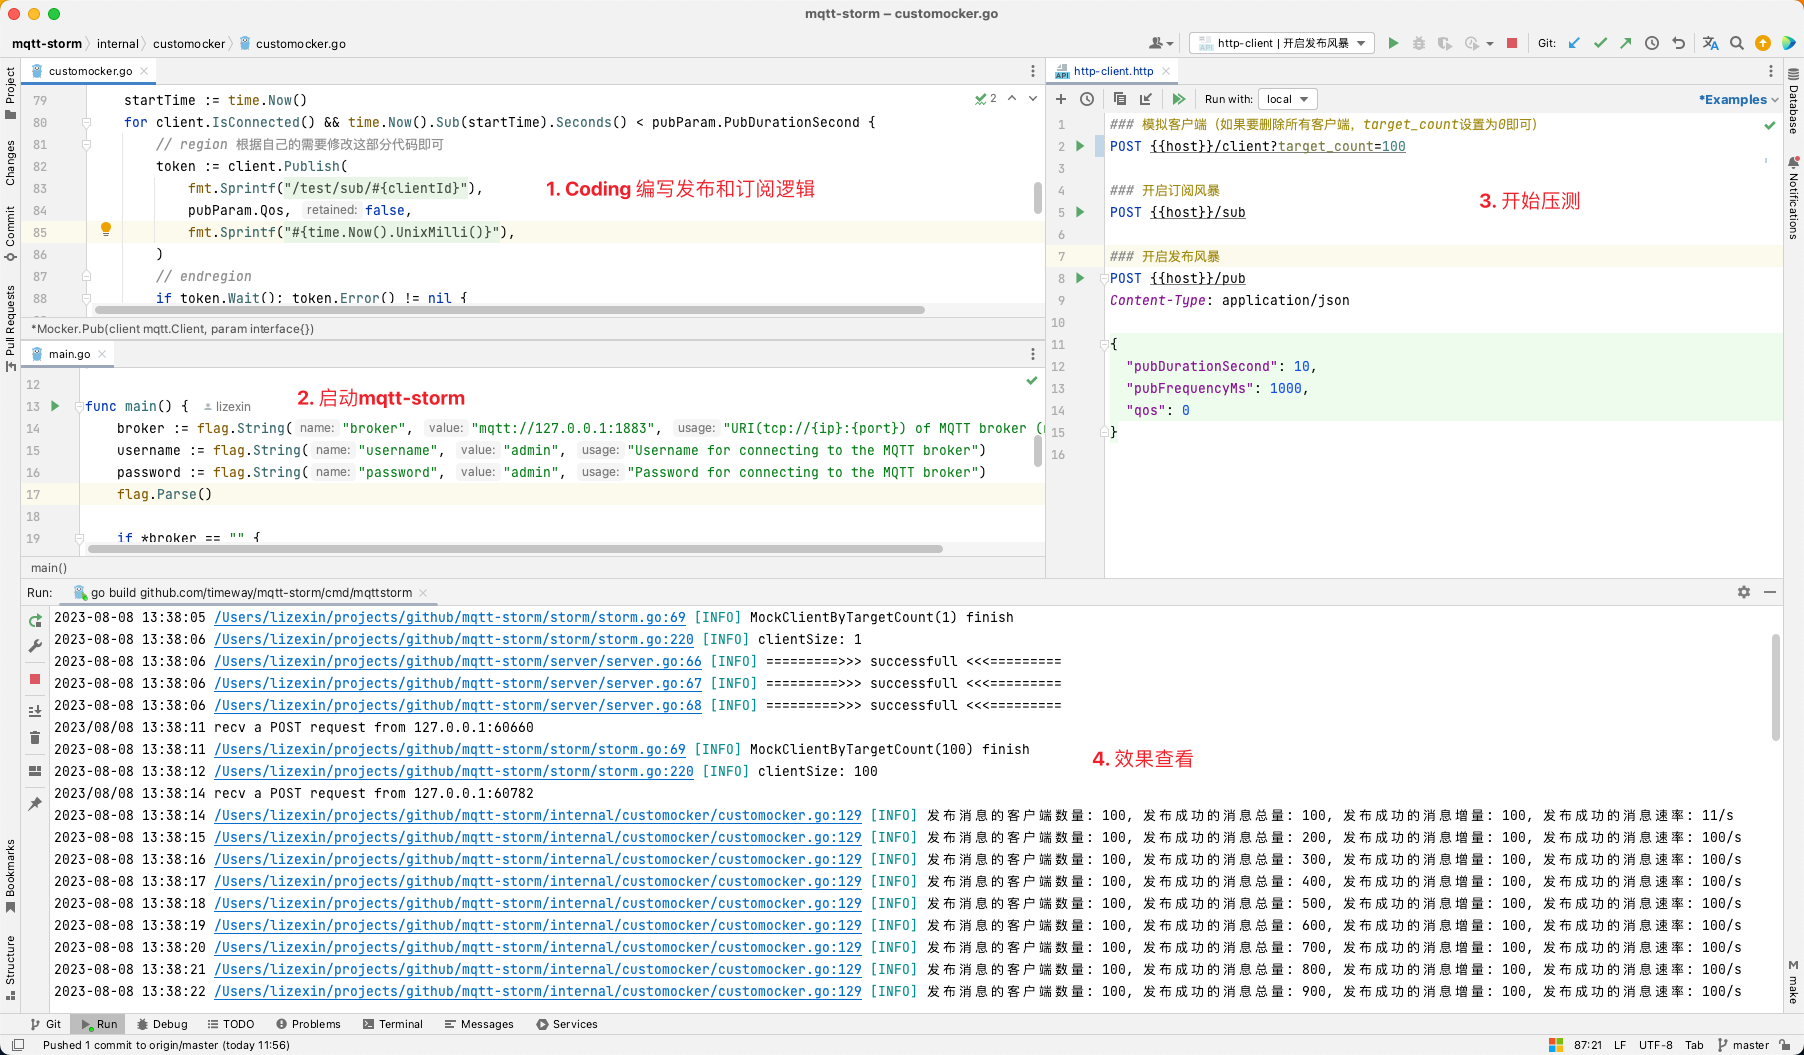 mqtt-storm – customocker.go
mqtt-storm internal customocker customocker.go
http-client | 开启发布风暴
Git:
Project
Changes
Commit
Pull Requests
Bookmarks
Structure
customocker.go
2
79 startTime := time.Now()
80 for client.IsConnected() && time.Now().Sub(startTime).Seconds() < pubParam.PubDurationSecond {
81 // region 根据自己的需要修改这部分代码即可
82 token := client.Publish(
83 fmt.Sprintf("/test/sub/#{clientId}"),
84 pubParam.Qos, retained: false,
85 fmt.Sprintf("#{time.Now().UnixMilli()}"),
86 )
87 // endregion
88 if token.Wait(); token.Error() != nil {
1. Coding 编写发布和订阅逻辑
*Mocker.Pub(client mqtt.Client, param interface{})
main.go
12
13 func main() { lizexin
2. 启动mqtt-storm
14 broker := flag.String( name: "broker", value: "mqtt://127.0.0.1:1883", usage: "URI(tcp://{ip}:{port}) of MQTT broker (
15 username := flag.String( name: "username", value: "admin", usage: "Username for connecting to the MQTT broker")
16 password := flag.String( name: "password", value: "admin", usage: "Password for connecting to the MQTT broker")
17 flag.Parse()
18
19 if *broker == "" {
main()
http-client.http
Run with: local
*Examples
1 ### 模拟客户端（如果要删除所有客户端，target_count设置为0即可）
2 POST {{host}}/client?target_count=100
3
4 ### 开启订阅风暴
5 POST {{host}}/sub
6
7 ### 开启发布风暴
8 POST {{host}}/pub
9 Content-Type: application/json
10
11 {
12 "pubDurationSecond": 10,
13 "pubFrequencyMs": 1000,
14 "qos": 0
15 }
16
3. 开始压测
Database
Notifications
make
Run: go build github.com/timeway/mqtt-storm/cmd/mqttstorm
2023-08-08 13:38:05 /Users/lizexin/projects/github/mqtt-storm/storm/storm.go:69 [INFO] MockClientByTargetCount(1) finish
2023-08-08 13:38:06 /Users/lizexin/projects/github/mqtt-storm/storm/storm.go:220 [INFO] clientSize: 1
2023-08-08 13:38:06 /Users/lizexin/projects/github/mqtt-storm/server/server.go:66 [INFO] =========>>> successfull <<<=========
2023-08-08 13:38:06 /Users/lizexin/projects/github/mqtt-storm/server/server.go:67 [INFO] =========>>> successfull <<<=========
2023-08-08 13:38:06 /Users/lizexin/projects/github/mqtt-storm/server/server.go:68 [INFO] =========>>> successfull <<<=========
2023/08/08 13:38:11 recv a POST request from 127.0.0.1:60660
2023-08-08 13:38:11 /Users/lizexin/projects/github/mqtt-storm/storm/storm.go:69 [INFO] MockClientByTargetCount(100) finish
2023-08-08 13:38:12 /Users/lizexin/projects/github/mqtt-storm/storm/storm.go:220 [INFO] clientSize: 100
2023/08/08 13:38:14 recv a POST request from 127.0.0.1:60782
4. 效果查看
2023-08-08 13:38:14 /Users/lizexin/projects/github/mqtt-storm/internal/customocker/customocker.go:129 [INFO] 发布消息的客户端数量: 100, 发布成功的消息总量: 100, 发布成功的消息增量: 100, 发布成功的消息速率: 11/s
2023-08-08 13:38:15 /Users/lizexin/projects/github/mqtt-storm/internal/customocker/customocker.go:129 [INFO] 发布消息的客户端数量: 100, 发布成功的消息总量: 200, 发布成功的消息增量: 100, 发布成功的消息速率: 100/s
2023-08-08 13:38:16 /Users/lizexin/projects/github/mqtt-storm/internal/customocker/customocker.go:129 [INFO] 发布消息的客户端数量: 100, 发布成功的消息总量: 300, 发布成功的消息增量: 100, 发布成功的消息速率: 100/s
2023-08-08 13:38:17 /Users/lizexin/projects/github/mqtt-storm/internal/customocker/customocker.go:129 [INFO] 发布消息的客户端数量: 100, 发布成功的消息总量: 400, 发布成功的消息增量: 100, 发布成功的消息速率: 100/s
2023-08-08 13:38:18 /Users/lizexin/projects/github/mqtt-storm/internal/customocker/customocker.go:129 [INFO] 发布消息的客户端数量: 100, 发布成功的消息总量: 500, 发布成功的消息增量: 100, 发布成功的消息速率: 100/s
2023-08-08 13:38:19 /Users/lizexin/projects/github/mqtt-storm/internal/customocker/customocker.go:129 [INFO] 发布消息的客户端数量: 100, 发布成功的消息总量: 600, 发布成功的消息增量: 100, 发布成功的消息速率: 100/s
2023-08-08 13:38:20 /Users/lizexin/projects/github/mqtt-storm/internal/customocker/customocker.go:129 [INFO] 发布消息的客户端数量: 100, 发布成功的消息总量: 700, 发布成功的消息增量: 100, 发布成功的消息速率: 100/s
2023-08-08 13:38:21 /Users/lizexin/projects/github/mqtt-storm/internal/customocker/customocker.go:129 [INFO] 发布消息的客户端数量: 100, 发布成功的消息总量: 800, 发布成功的消息增量: 100, 发布成功的消息速率: 100/s
2023-08-08 13:38:22 /Users/lizexin/projects/github/mqtt-storm/internal/customocker/customocker.go:129 [INFO] 发布消息的客户端数量: 100, 发布成功的消息总量: 900, 发布成功的消息增量: 100, 发布成功的消息速率: 100/s
Git Run Debug TODO Problems Terminal Messages Services
Pushed 1 commit to origin/master (today 11:56)
87:21 LF UTF-8 Tab master